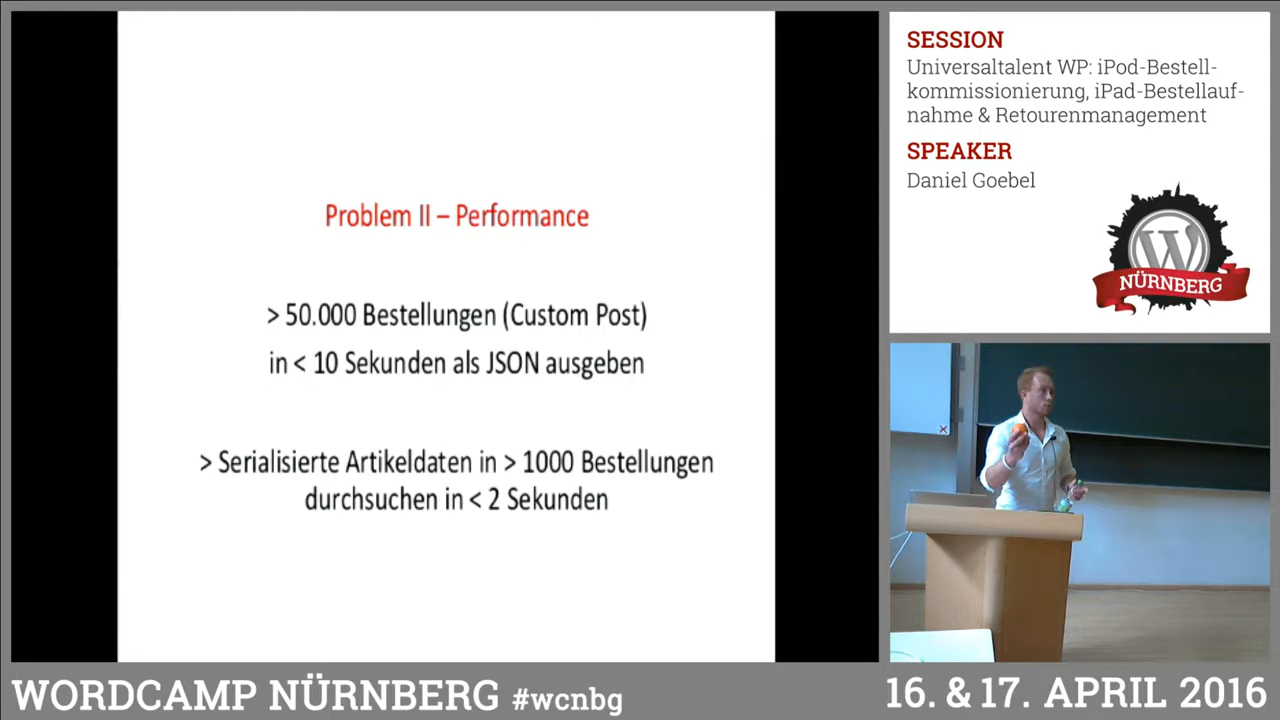 Problem II – Performance
> 50.000 Bestellungen (Custom Post)
in < 10 Sekunden als JSON ausgeben
> Serialisierte Artikeldaten in > 1000 Bestellungen
durchsuchen in < 2 Sekunden
SESSION
Universaltalent WP: iPod-Bestell-
kommissionierung, iPad-Bestellauf-
nahme & Retourenmanagement
SPEAKER
Daniel Goebel
W
NÜRNBERG
WORDCAMP NÜRNBERG #wcnbg
16. & 17. APRIL 2016